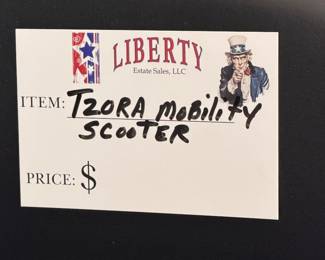 LIBERTY
Estate Sales, LLC
ITEM: TZORA MOBILITY
SCOOTER
PRICE: $